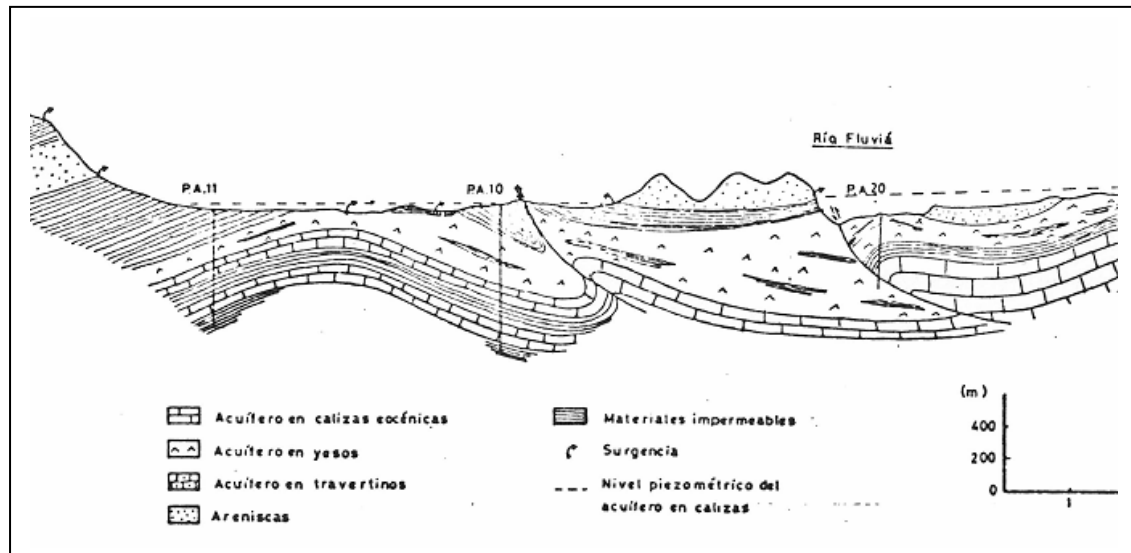 Río Fluviá
P.A.11
P.A.10
P.A.20
Acuífero en calizas eocénicas
Acuífero en yesos
Acuífero en travertinos
Areniscas
Materiales impermeables
Surgencia
Nivel piezométrico del
acuífero en calizas
(m)
400
200
0
1